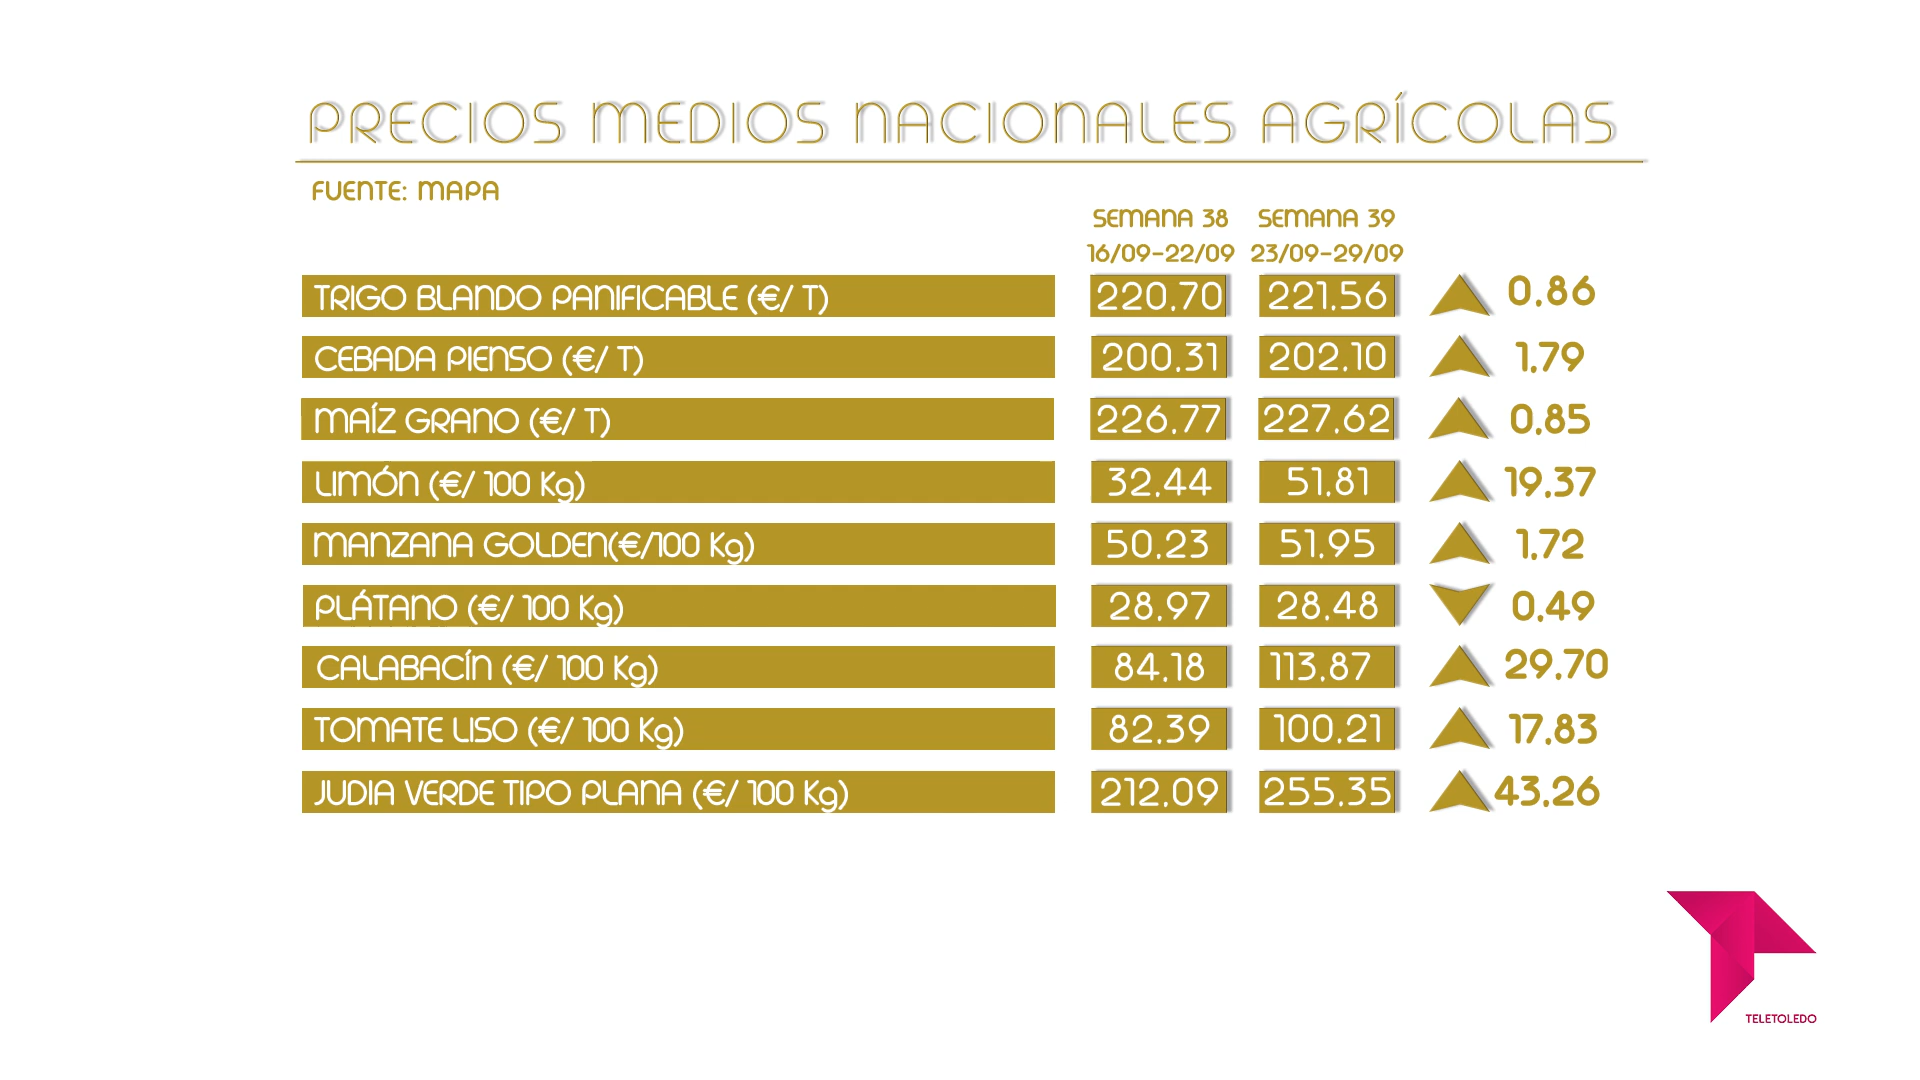 PRECIOS MEDIOS NACIONALES AGRÍCOLAS
FUENTE: MAPA
SEMANA 38 SEMANA 39
16/09-22/09 23/09-29/09
TRIGO BLANDO PANIFICABLE (€/ T) 220,70 221,56 0,86
CEBADA PIENSO (€/ T) 200,31 202,10 1,79
MAÍZ GRANO (€/ T) 226,77 227,62 0,85
LIMÓN (€/ 100 Kg) 32,44 51,81 19,37
MANZANA GOLDEN(€/100 Kg) 50,23 51,95 1,72
PLÁTANO (€/ 100 Kg) 28,97 28,48 0,49
CALABACÍN (€/ 100 Kg) 84,18 113,87 29,70
TOMATE LISO (€/ 100 Kg) 82,39 100,21 17,83
JUDIA VERDE TIPO PLANA (€/ 100 Kg) 212,09 255,35 43,26
TELETOLEDO